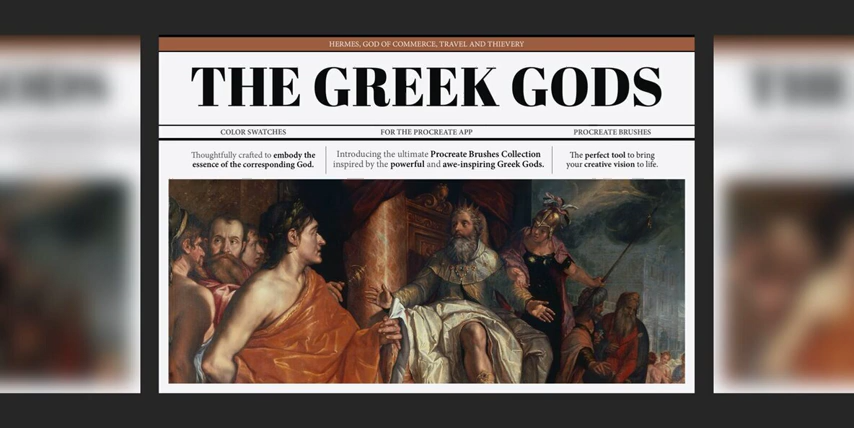 HERMES, GOD OF COMMERCE, TRAVEL AND THIEVERY
THE GREEK GODS
COLOR SWATCHES
FOR THE PROCREATE APP
PROCREATE BRUSHES
Thoughtfully crafted to embody the
essence of the corresponding God.
Introducing the ultimate Procreate Brushes Collection
inspired by the powerful and awe-inspiring Greek Gods.
The perfect tool to bring
your creative vision to life.
ODS
THE